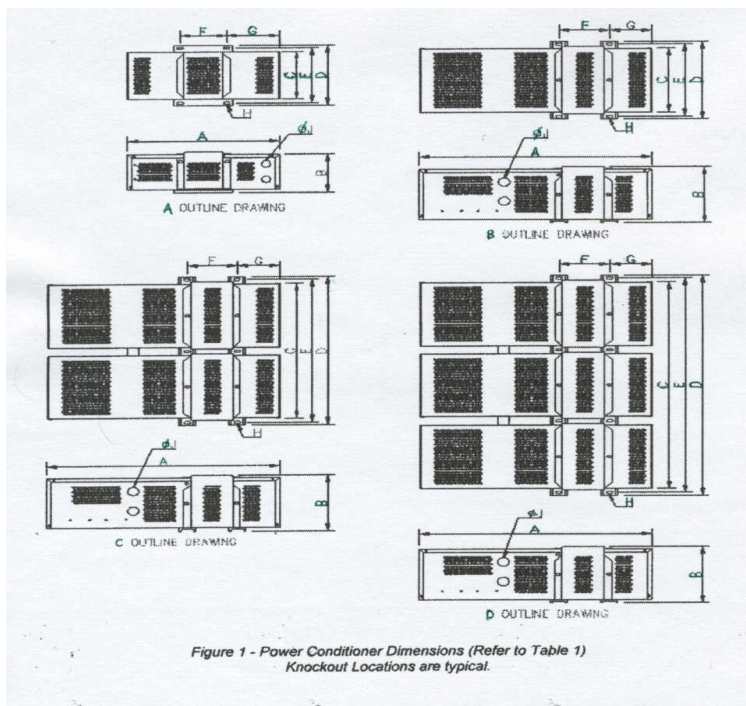 F G
C E D
H
A ØJ
B
A OUTLINE DRAWING
F G
C E D
H
ØJ A
B
B OUTLINE DRAWING
F G
C E D
H
ØJ
A
B
C OUTLINE DRAWING
F G
C E D
H
ØJ
A
B
D OUTLINE DRAWING
Figure 1 - Power Conditioner Dimensions (Refer to Table 1)
Knockout Locations are typical.